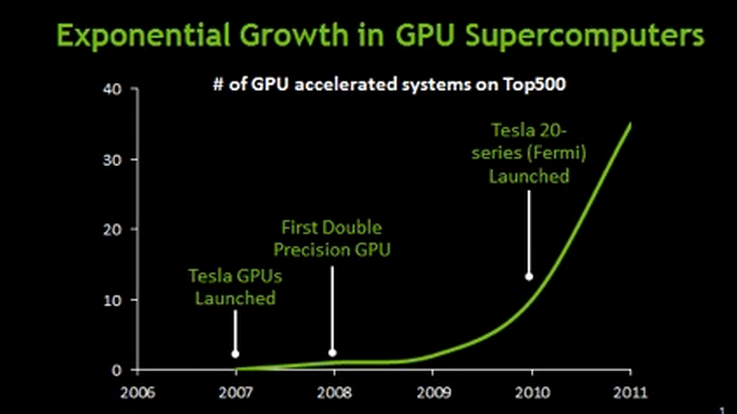 Exponential Growth in GPU Supercomputers
# of GPU accelerated systems on Top500
40
30
20
10
0
Tesla 20-
series (Fermi)
Launched
First Double
Precision GPU
Tesla GPUs
Launched
2006 2007 2008 2009 2010 2011
1